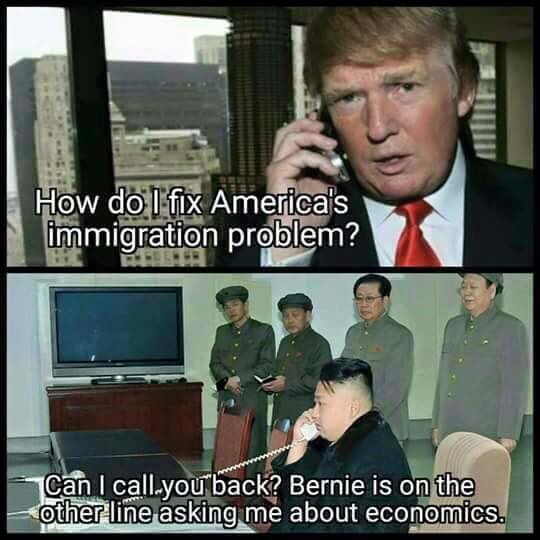 How do I fix America's
immigration problem?
Can I call you back? Bernie is on the
other line asking me about economics.